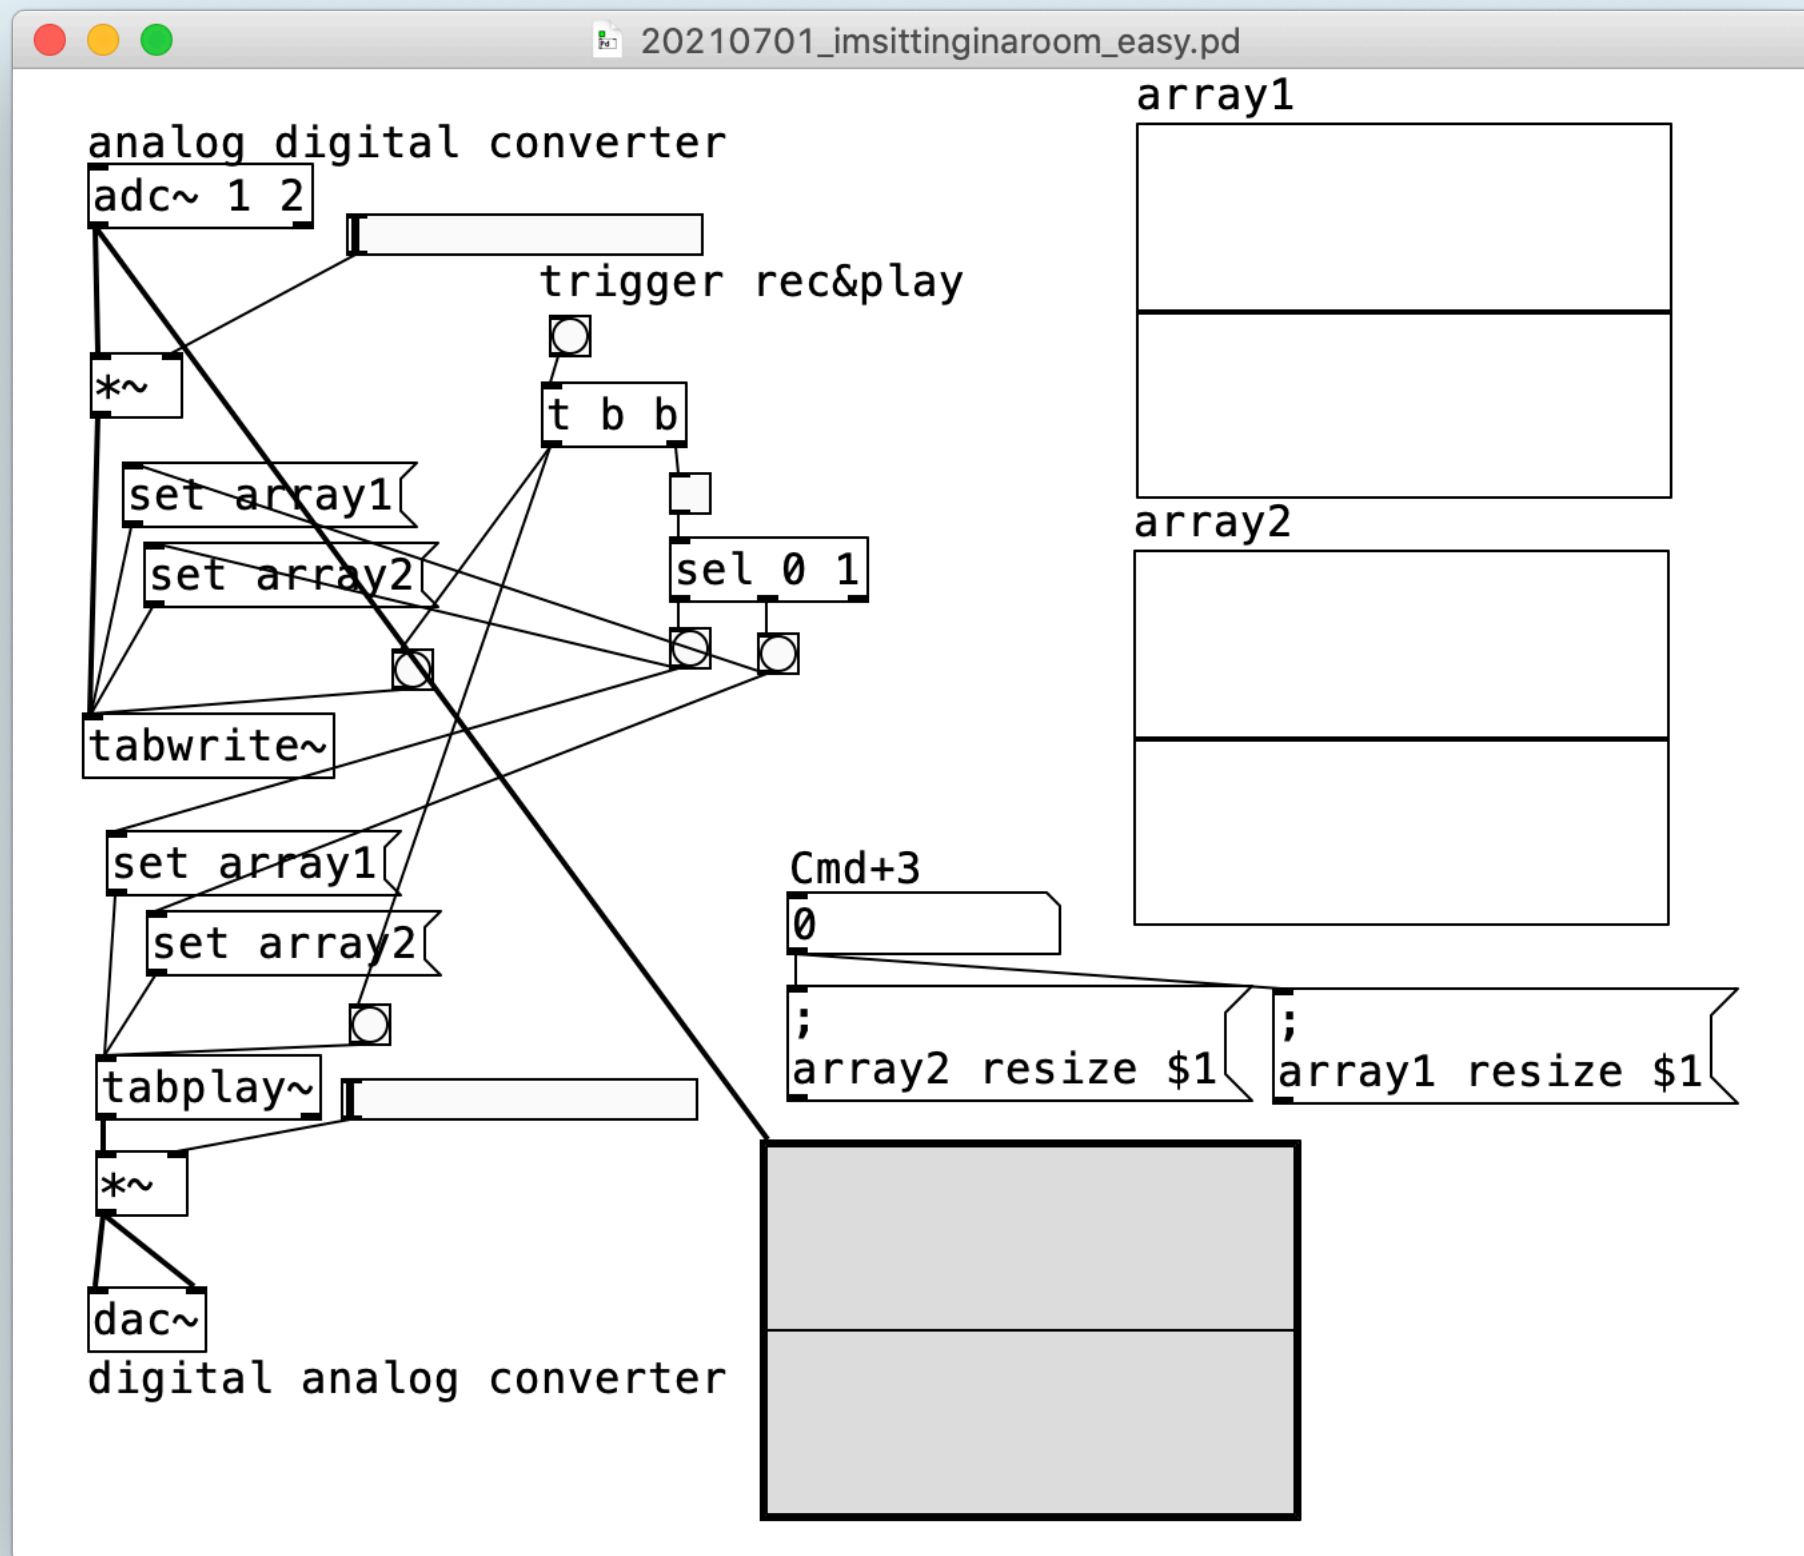 20210701_imsittinginaroom_easy.pd
analog digital converter
adc~ 1 2
trigger rec&play
*~
t b b
set array1
set array2
sel 0 1
tabwrite~
set array1
set array2
tabplay~
*~
dac~
digital analog converter
array1
array2
Cmd+3
0
;
array2 resize $1
;
array1 resize $1